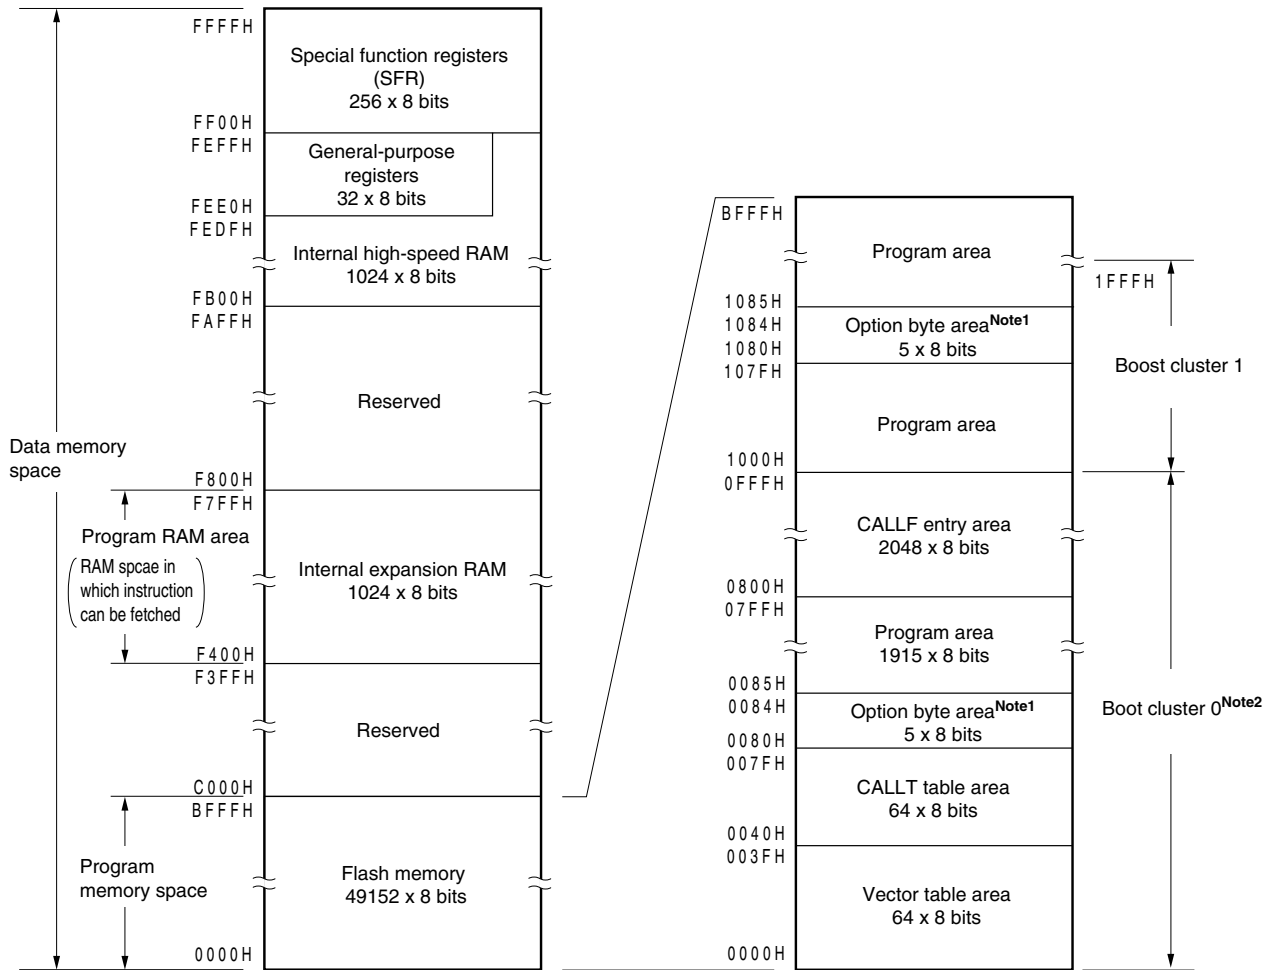 FFFFH
Special function registers
(SFR)
256 x 8 bits
FF00H
FEFFH
General-purpose
registers
32 x 8 bits
FEE0H
FEDFH
Internal high-speed RAM
1024 x 8 bits
FB00H
FAFFH
Reserved
Data memory
space
F800H
F7FFH
Program RAM area
RAM spcae in
which instruction
can be fetched
Internal expansion RAM
1024 x 8 bits
F400H
F3FFH
Reserved
C000H
BFFFH
Program
memory space
Flash memory
49152 x 8 bits
0000H
BFFFH
Program area
1FFFH
1085H
1084H
Option byte areaNote1
5 x 8 bits
1080H
107FH
Boost cluster 1
Program area
1000H
0FFFH
CALLF entry area
2048 x 8 bits
0800H
07FFH
Program area
1915 x 8 bits
0085H
0084H
Option byte areaNote1
5 x 8 bits
Boot cluster 0Note2
0080H
007FH
CALLT table area
64 x 8 bits
0040H
003FH
Vector table area
64 x 8 bits
0000H